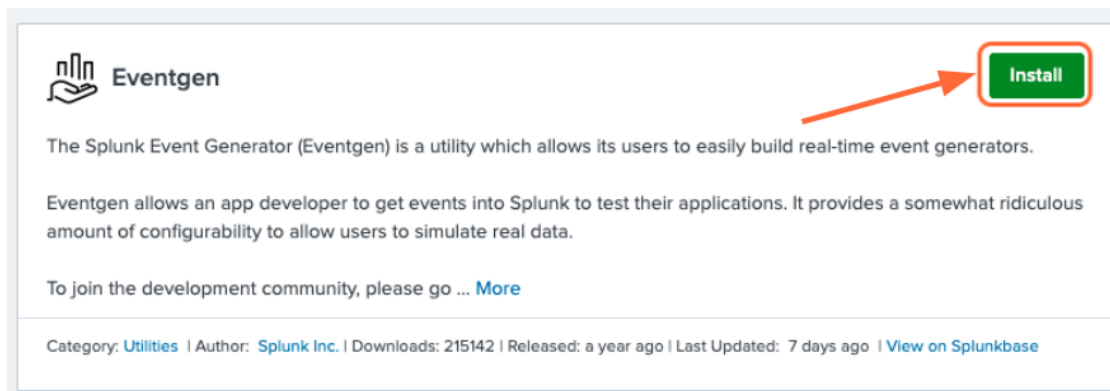 Eventgen
Install
The Splunk Event Generator (Eventgen) is a utility which allows its users to easily build real-time event generators.
Eventgen allows an app developer to get events into Splunk to test their applications. It provides a somewhat ridiculous
amount of configurability to allow users to simulate real data.
To join the development community, please go ... More
Category: Utilities | Author: Splunk Inc. | Downloads: 215142 | Released: a year ago | Last Updated: 7 days ago | View on Splunkbase